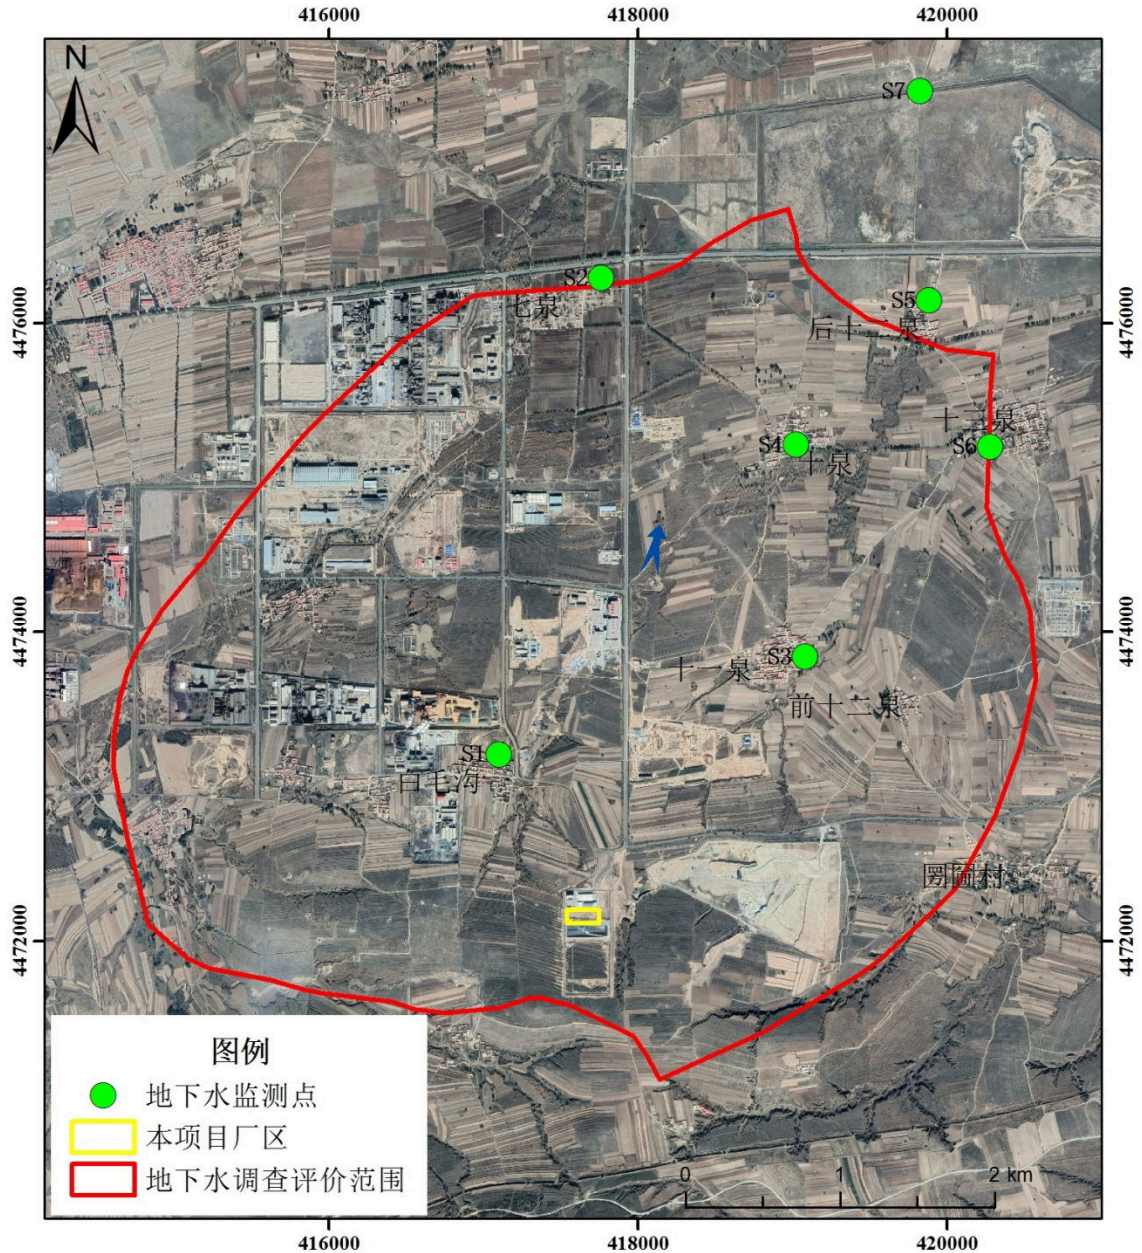 416000
418000
420000
N
S7
S2
七泉
S5
后十二泉
4476000
4476000
十三泉
S6
S4
十泉
4474000
4474000
S3
十一泉
前十二泉
S1
白毛沟
圐圙村
4472000
4472000
图例
地下水监测点
本项目厂区
地下水调查评价范围
0
1
2 km
416000
418000
420000